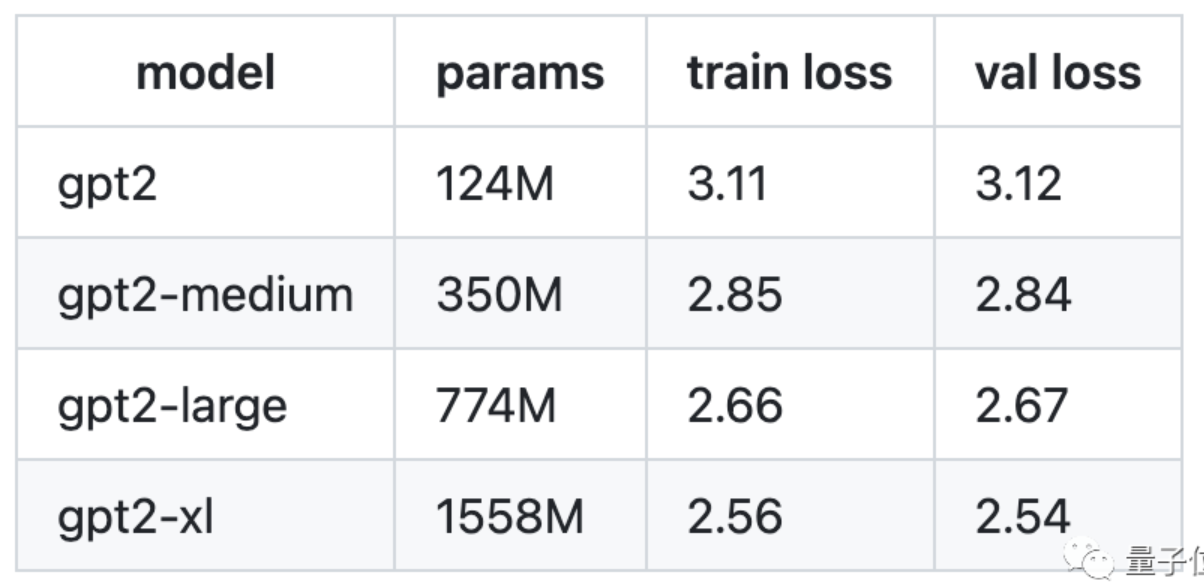 model params train loss val loss
gpt2 124M 3.11 3.12
gpt2-medium 350M 2.85 2.84
gpt2-large 774M 2.66 2.67
gpt2-xl 1558M 2.56 2.54
量子位